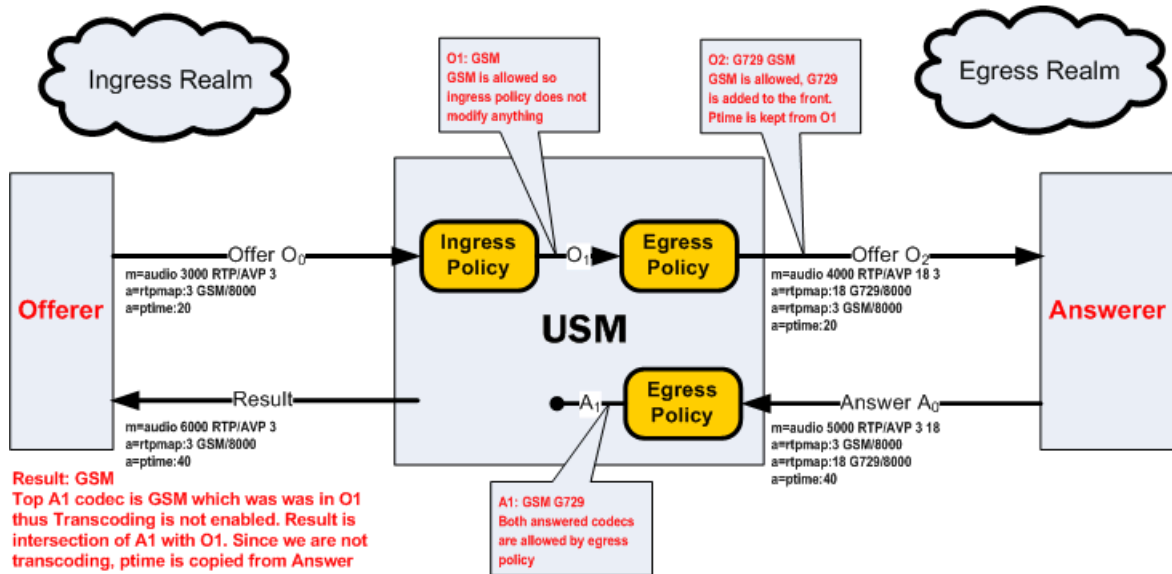 Ingress Realm
O1: GSM
GSM is allowed so
ingress policy does not
modify anything
O2: G729 GSM
GSM is allowed, G729
is added to the front.
Ptime is kept from O1
Egress Realm
Offerer
Offer O0
m=audio 3000 RTP/AVP 3
a=rtpmap:3 GSM/8000
a=ptime:20
Ingress
Policy
O1
Egress
Policy
Offer O2
m=audio 4000 RTP/AVP 18 3
a=rtpmap:18 G729/8000
a=rtpmap:3 GSM/8000
a=ptime:20
Answerer
USM
Result
m=audio 6000 RTP/AVP 3
a=rtpmap:3 GSM/8000
a=ptime:40
A1
Egress
Policy
Answer A0
m=audio 5000 RTP/AVP 3 18
a=rtpmap:3 GSM/8000
a=rtpmap:18 G729/8000
a=ptime:40
Result: GSM
Top A1 codec is GSM which was was in O1
thus Transcoding is not enabled. Result is
intersection of A1 with O1. Since we are not
transcoding, ptime is copied from Answer
A1: GSM G729
Both answered codecs
are allowed by egress
policy